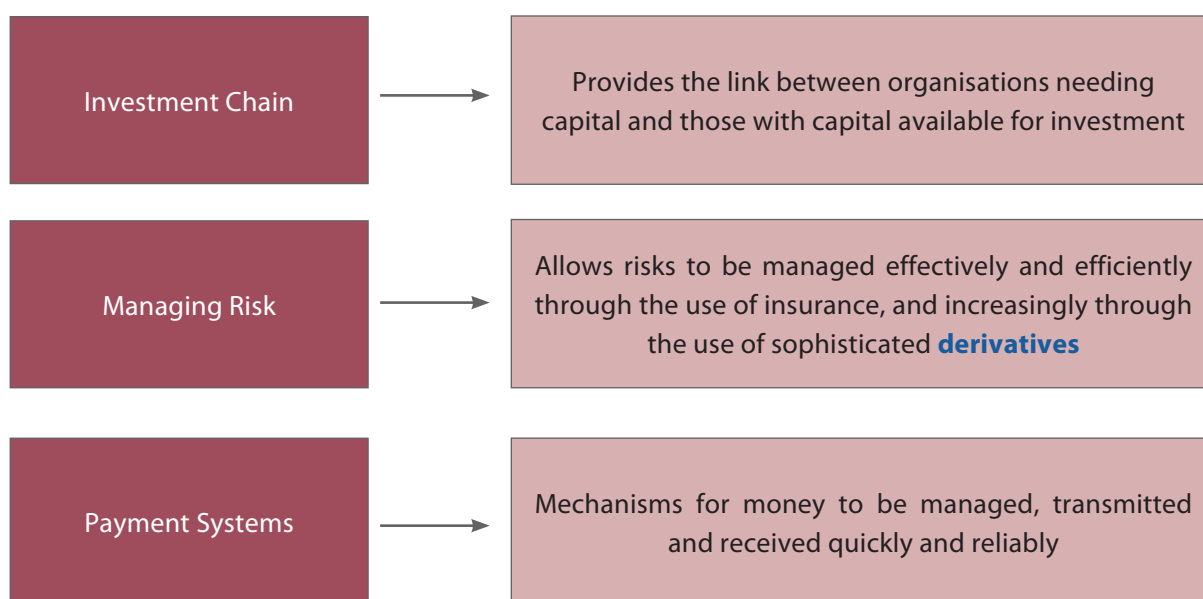 Investment Chain
Provides the link between organisations needing
capital and those with capital available for investment
Managing Risk
Allows risks to be managed effectively and efficiently
through the use of insurance, and increasingly through
the use of sophisticated derivatives
Payment Systems
Mechanisms for money to be managed, transmitted
and received quickly and reliably